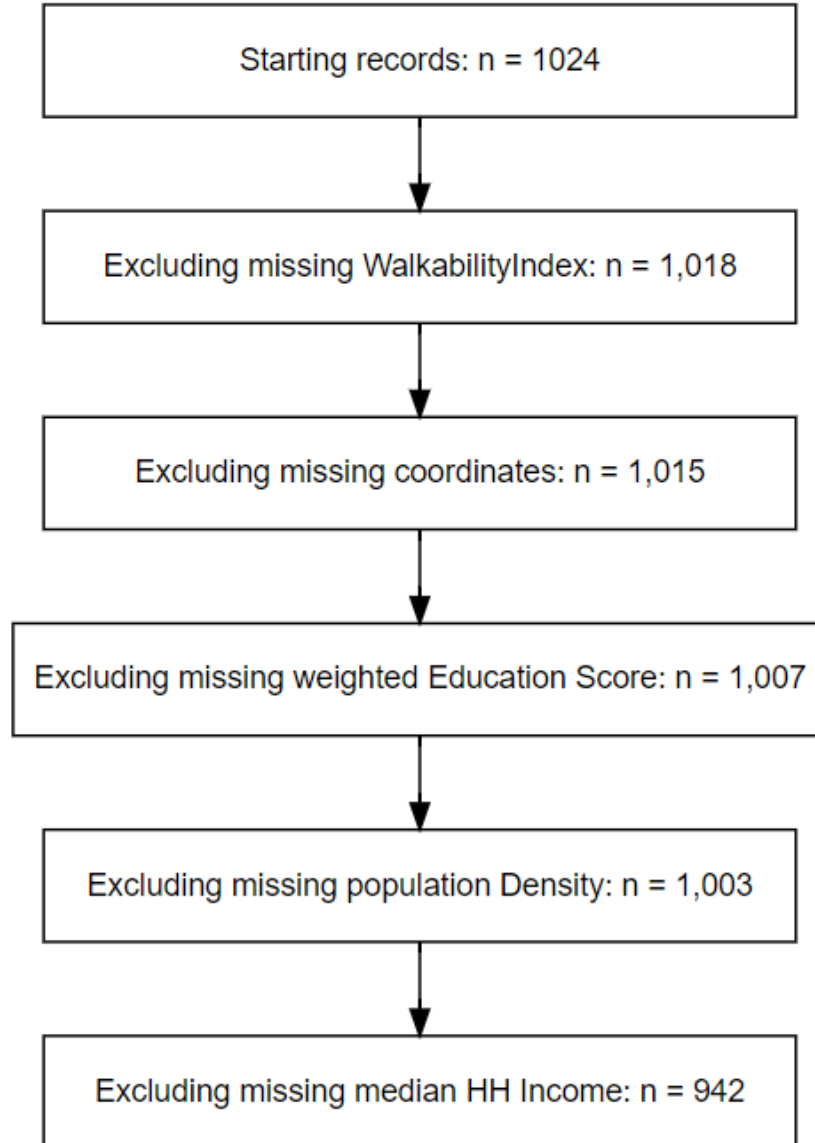 Starting records: n = 1024
Excluding missing WalkabilityIndex: n = 1,018
Excluding missing coordinates: n = 1,015
Excluding missing weighted Education Score: n = 1,007
Excluding missing population Density: n = 1,003
Excluding missing median HH Income: n = 942